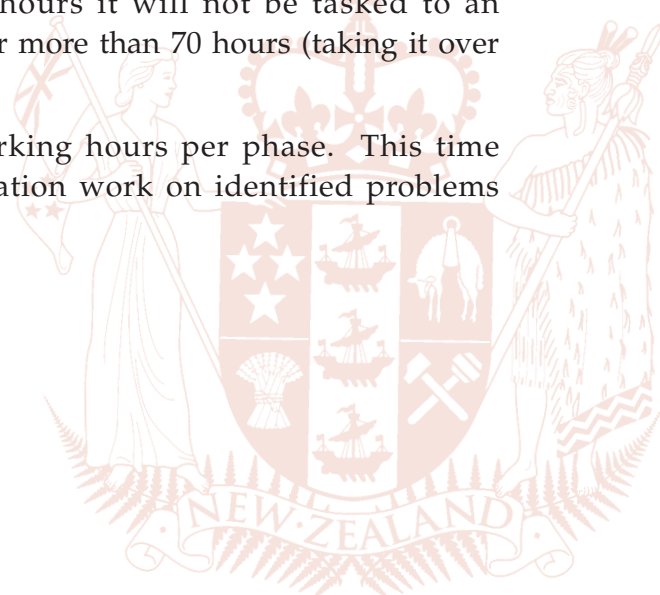 hours it will not be tasked to an
r more than 70 hours (taking it over
rking hours per phase. This time
ation work on identified problems
NEW·ZEALAND